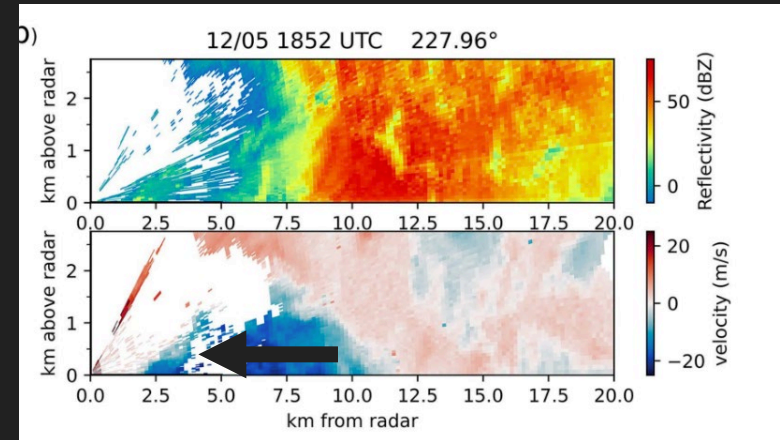 b)
12/05 1852 UTC 227.96°
km above radar
2
1
0
0.0 2.5 5.0 7.5 10.0 12.5 15.0 17.5 20.0
50
0
Reflectivity (dBZ)
km above radar
2
1
0
0.0 2.5 5.0 7.5 10.0 12.5 15.0 17.5 20.0
km from radar
20
0
−20
velocity (m/s)